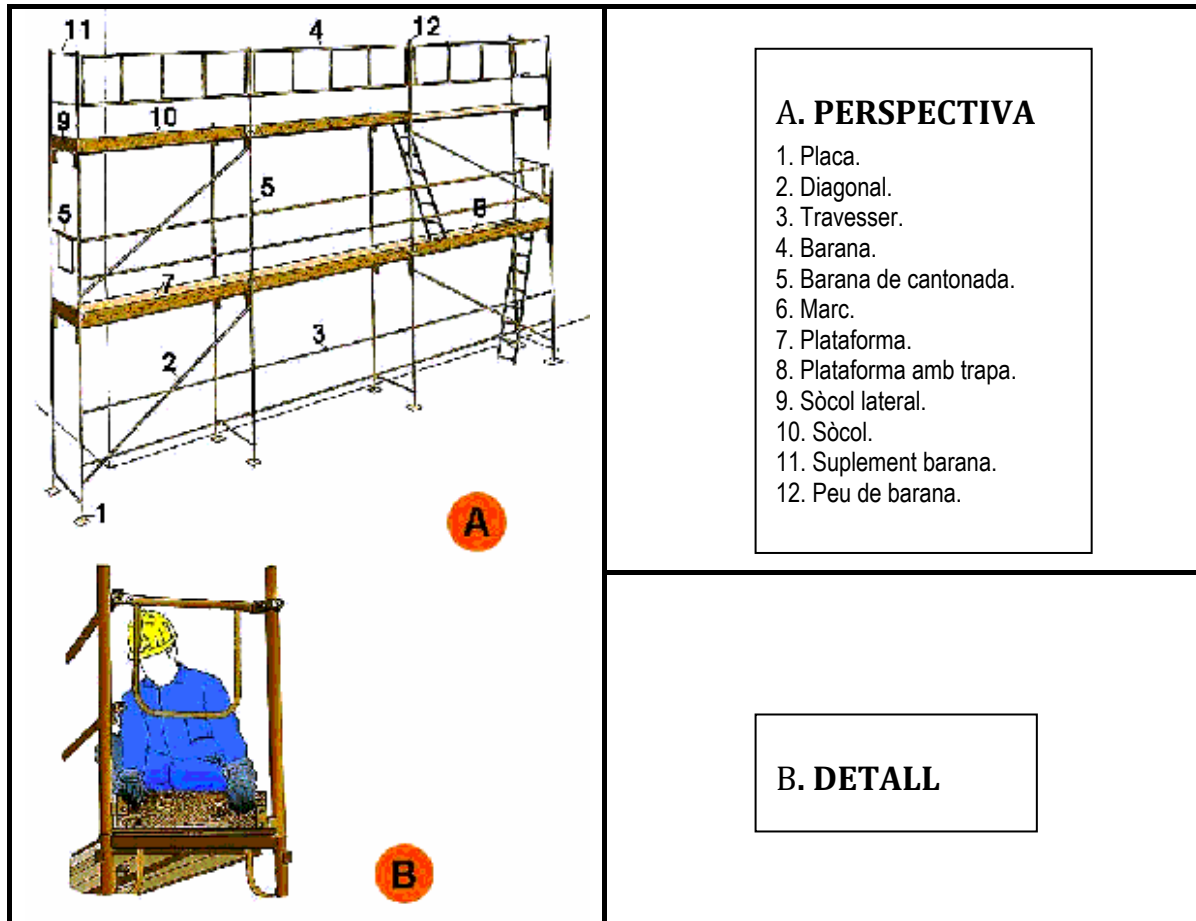 11
4
12
9
10
5
5
8
7
3
2
1
A
B
A. PERSPECTIVA
1. Placa.
2. Diagonal.
3. Travesser.
4. Barana.
5. Barana de cantonada.
6. Marc.
7. Plataforma.
8. Plataforma amb trapa.
9. Sòcol lateral.
10. Sòcol.
11. Suplement barana.
12. Peu de barana.
B. DETALL